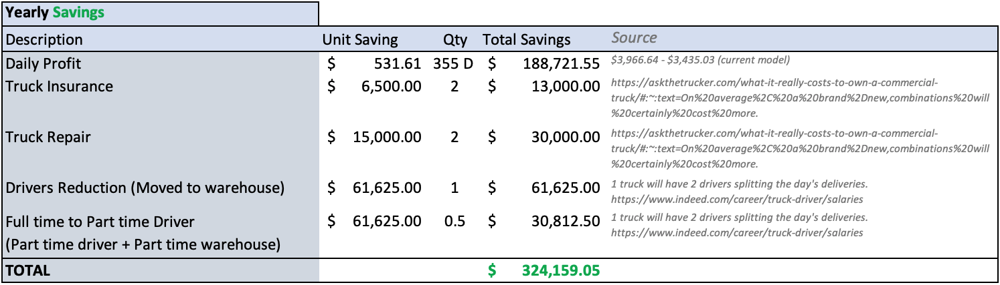 Yearly Savings
Description Unit Saving Qty Total Savings Source
Daily Profit $ 531.61 355 D $ 188,721.55 $3,966.64 - $3,435.03 (current model)
Truck Insurance $ 6,500.00 2 $ 13,000.00 https://askthetrucker.com/what-it-really-costs-to-own-a-commercial-
truck/#:~:text=On%20average%2C%20a%20brand%2Dnew,combinations%20will
%20certainly%20cost%20more.
Truck Repair $ 15,000.00 2 $ 30,000.00 https://askthetrucker.com/what-it-really-costs-to-own-a-commercial-
truck/#:~:text=On%20average%2C%20a%20brand%2Dnew,combinations%20will
%20certainly%20cost%20more.
Drivers Reduction (Moved to warehouse) $ 61,625.00 1 $ 61,625.00 1 truck will have 2 drivers splitting the day's deliveries.
https://www.indeed.com/career/truck-driver/salaries
Full time to Part time Driver $ 61,625.00 0.5 $ 30,812.50 1 truck will have 2 drivers splitting the day's deliveries.
https://www.indeed.com/career/truck-driver/salaries
(Part time driver + Part time warehouse)
TOTAL $ 324,159.05